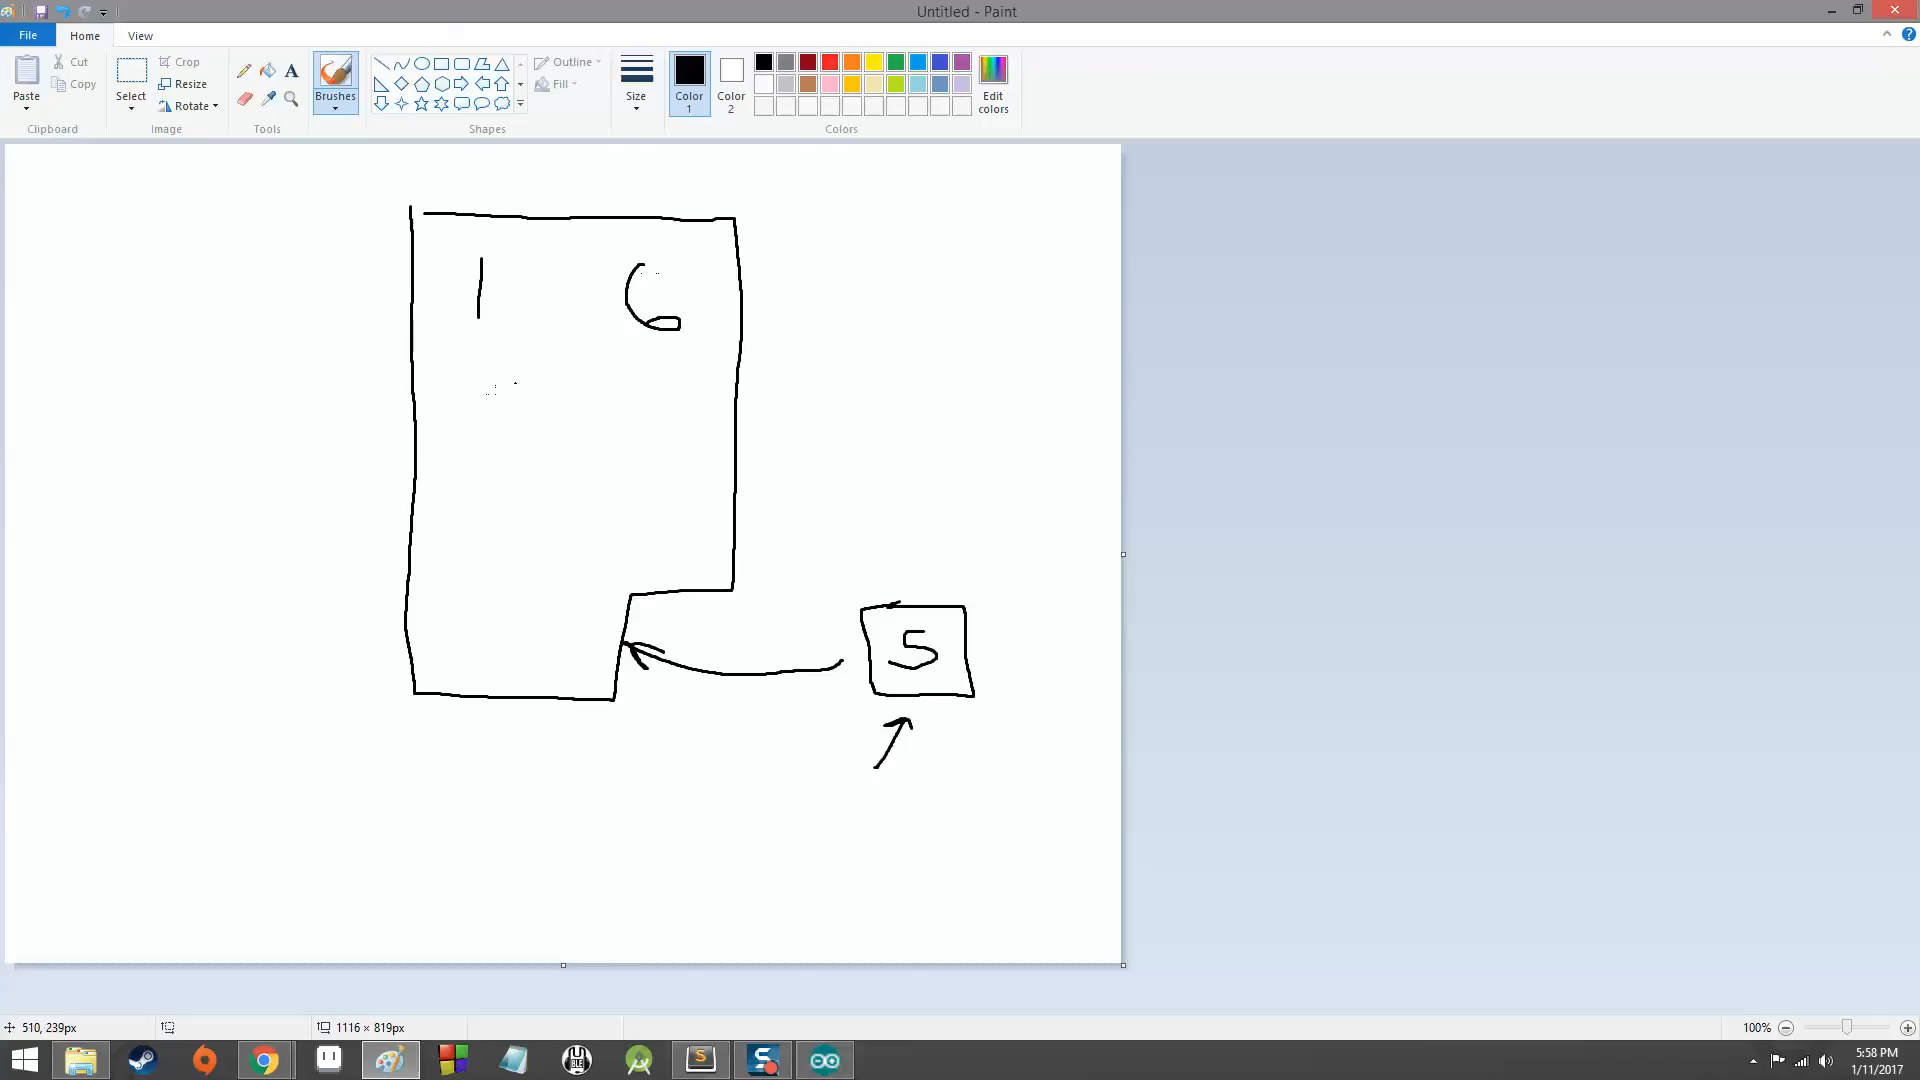 Untitled - Paint
File Home View
Paste Cut Copy Clipboard
Select Crop Resize Rotate Image
Tools
Brushes
Outline Fill Shapes
Size
Color 1
Color 2
Edit colors
Colors
1 6
5
510, 239px
1116 × 819px
100%
5:58 PM
1/11/2017